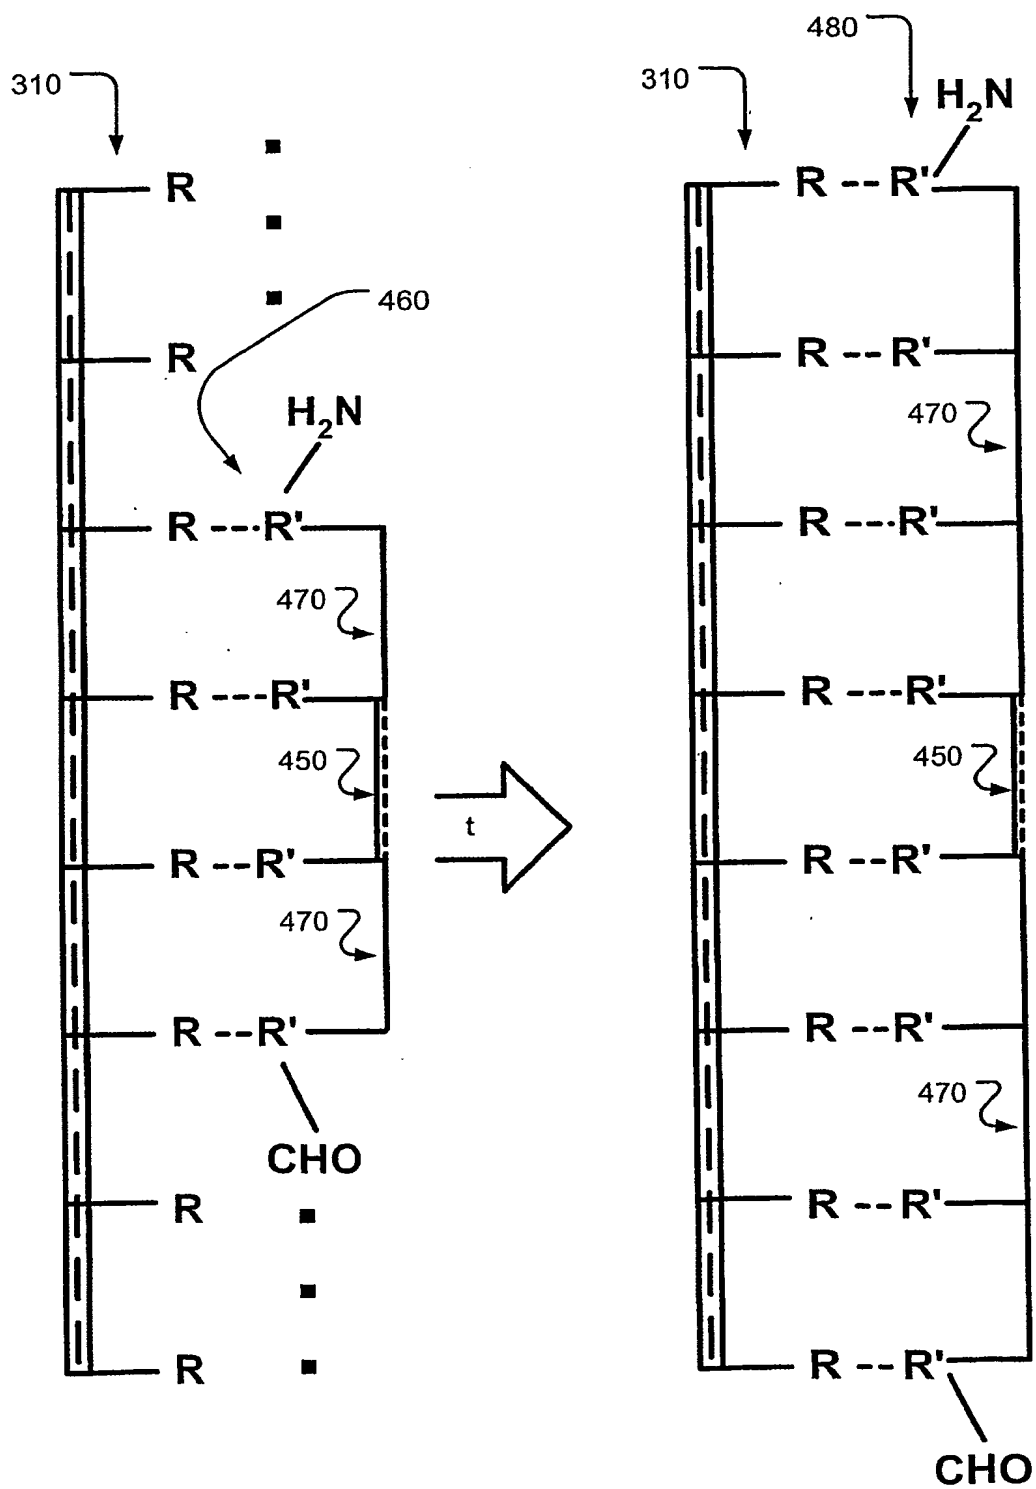 480
310
310
H₂N
R
R -- R'
460
R
R -- R'
H₂N
470
R --- R'
R --- R'
470
R --- R'
R --- R'
450
450
t
R -- R'
R -- R'
470
R -- R'
R -- R'
470
CHO
R
R -- R'
R
R -- R'
CHO